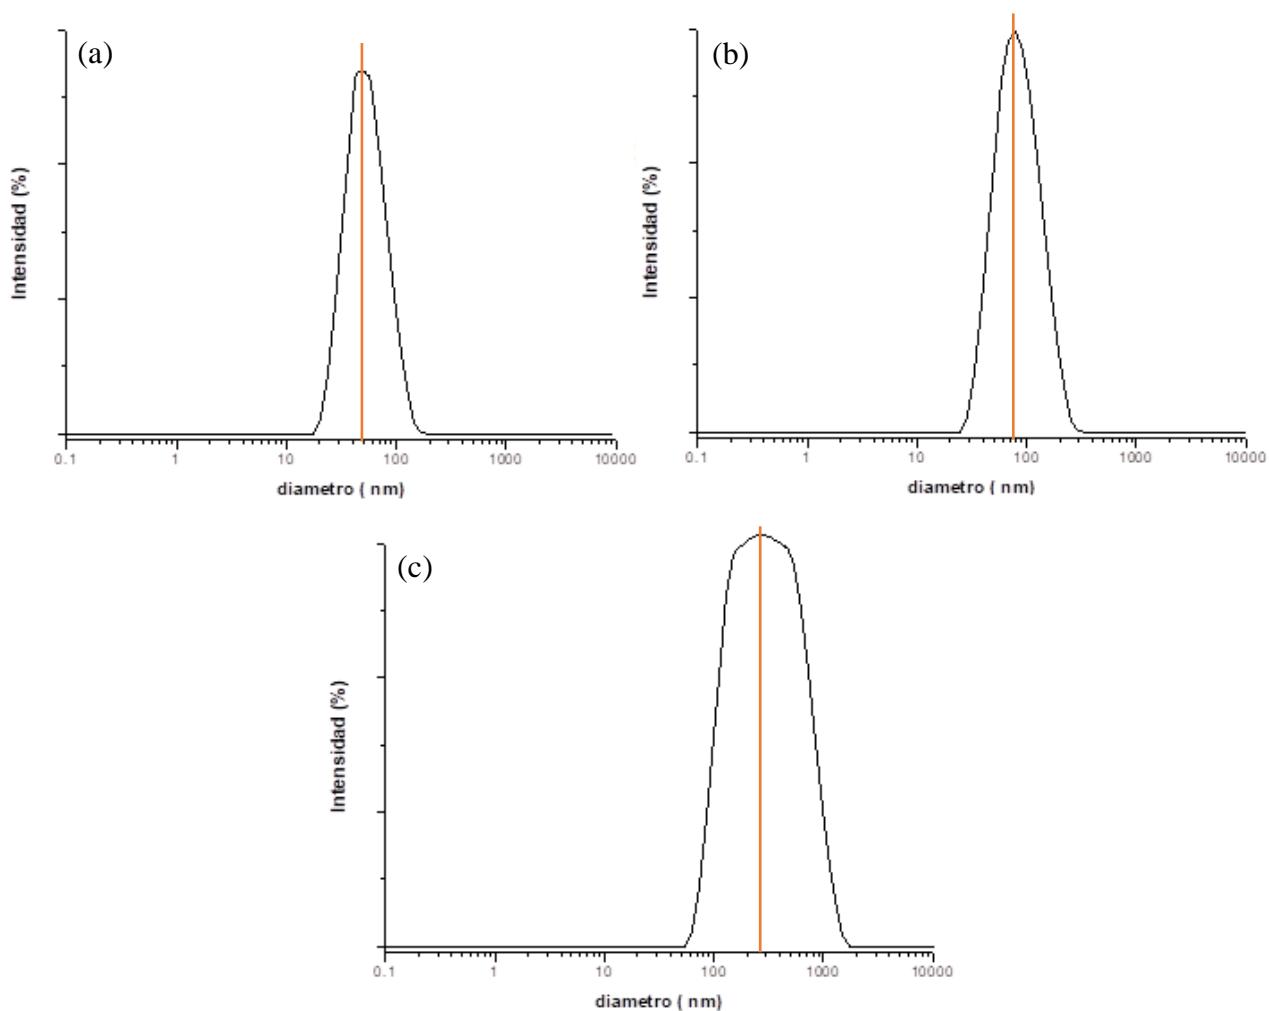 (a)
Intensidad (%)
0.1 1 10 100 1000 10000
diametro ( nm)
(b)
Intensidad (%)
0.1 1 10 100 1000 10000
diametro ( nm)
(c)
Intensidad (%)
0.1 1 10 100 1000 10000
diametro ( nm)